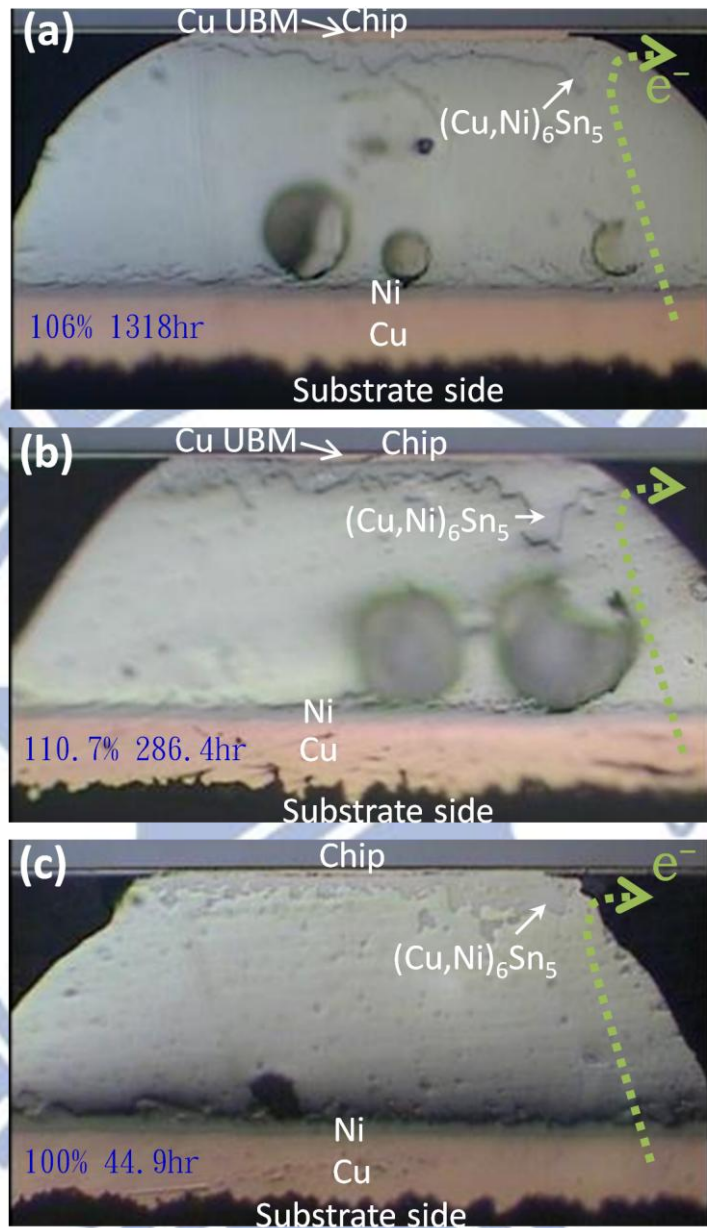 (a)
Cu UBM
Chip
e⁻
(Cu,Ni)₆Sn₅
Ni
106% 1318hr
Cu
Substrate side
(b)
Cu UBM
Chip
(Cu,Ni)₆Sn₅
Ni
110.7% 286.4hr
Cu
Substrate side
(c)
Chip
e⁻
(Cu,Ni)₆Sn₅
Ni
100% 44.9hr
Cu
Substrate side